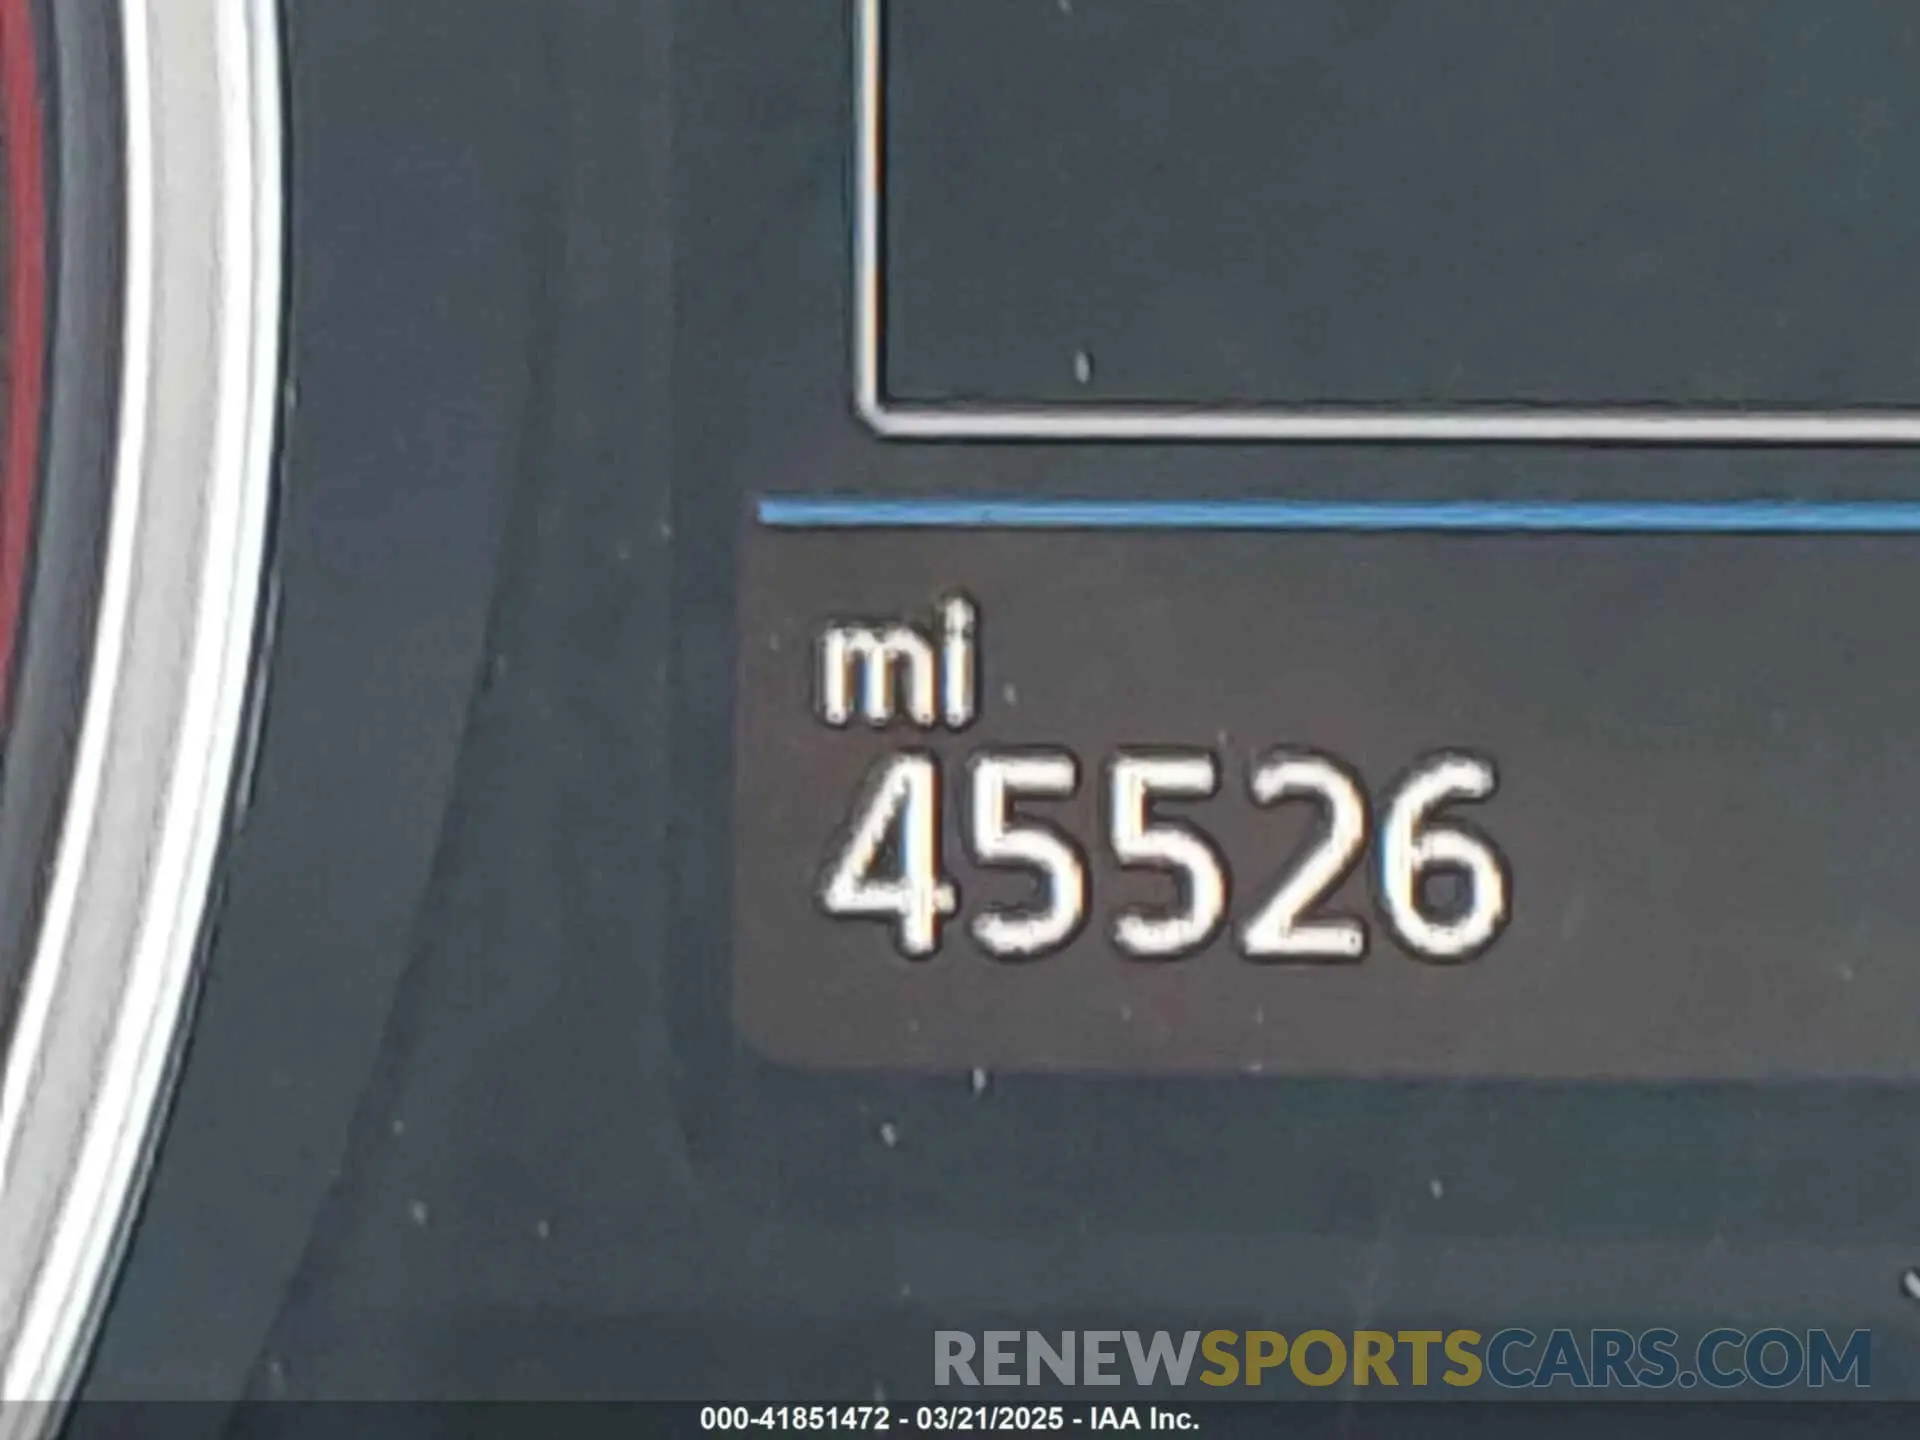 mi
45526
RENEWSPORTSCARS.COM
000-41851472 - 03/21/2025 - IAA Inc.